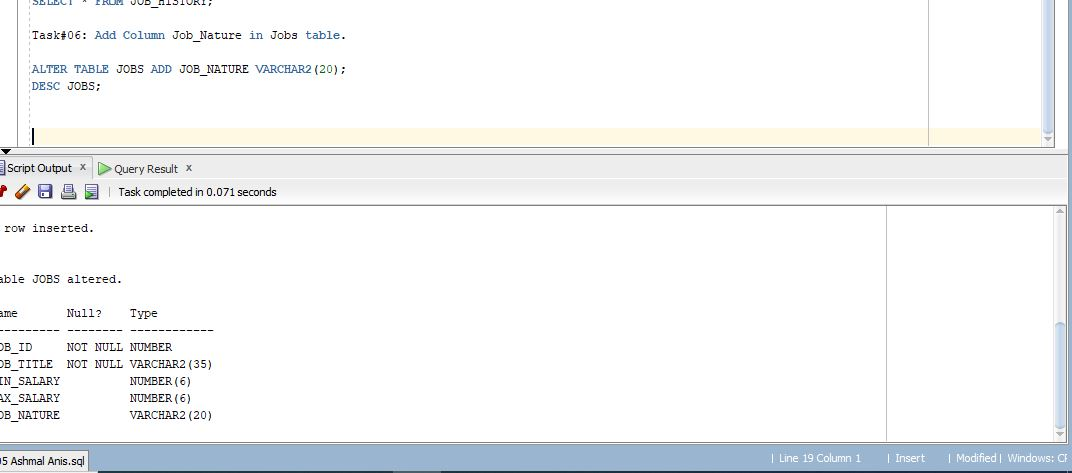 SELECT * FROM JOB_HISTORY;
Task#06: Add Column Job_Nature in Jobs table.
ALTER TABLE JOBS ADD JOB_NATURE VARCHAR2(20);
DESC JOBS;
Script Output x Query Result x
Task completed in 0.071 seconds
row inserted.
able JOBS altered.
ame Null? Type
--------- -------- ------------
OB_ID NOT NULL NUMBER
OB_TITLE NOT NULL VARCHAR2(35)
IN_SALARY NUMBER(6)
AX_SALARY NUMBER(6)
OB_NATURE VARCHAR2(20)
05 Ashmal Anis.sql
| Line 19 Column 1 | Insert | Modified | Windows: CR